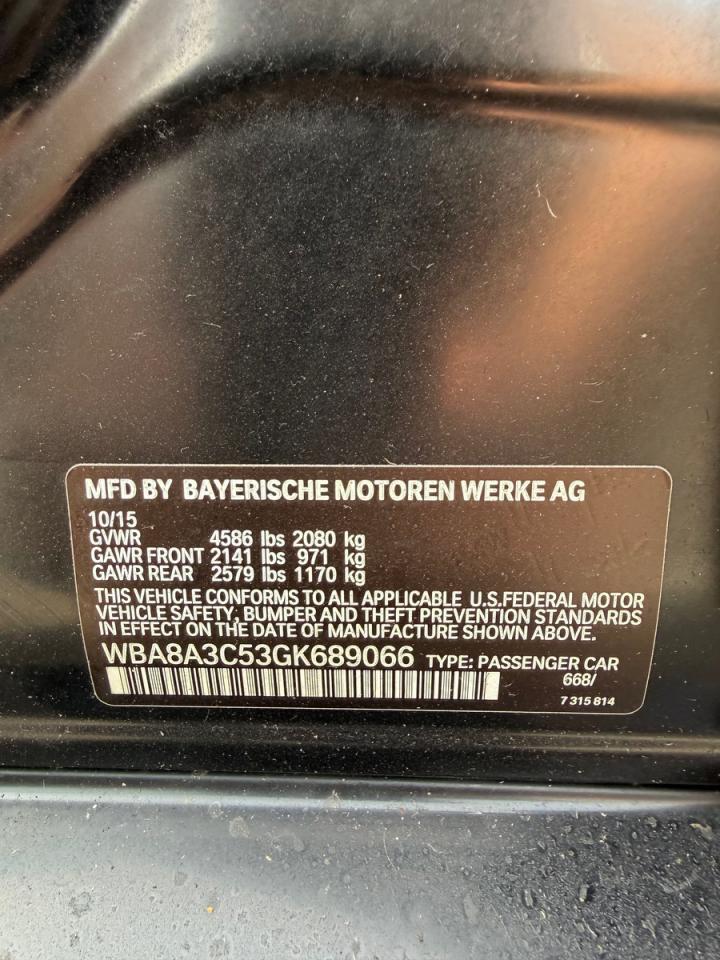 MFD BY BAYERISCHE MOTOREN WERKE AG
10/15
GVWR 4586 lbs 2080 kg
GAWR FRONT 2141 lbs 971 kg
GAWR REAR 2579 lbs 1170 kg
THIS VEHICLE CONFORMS TO ALL APPLICABLE U.S.FEDERAL MOTOR
VEHICLE SAFETY, BUMPER AND THEFT PREVENTION STANDARDS
IN EFFECT ON DATE OF MANUFACTURE SHOWN ABOVE.
WBA8A3C53GK689066 TYPE: PASSENGER CAR
668/
7 315 814